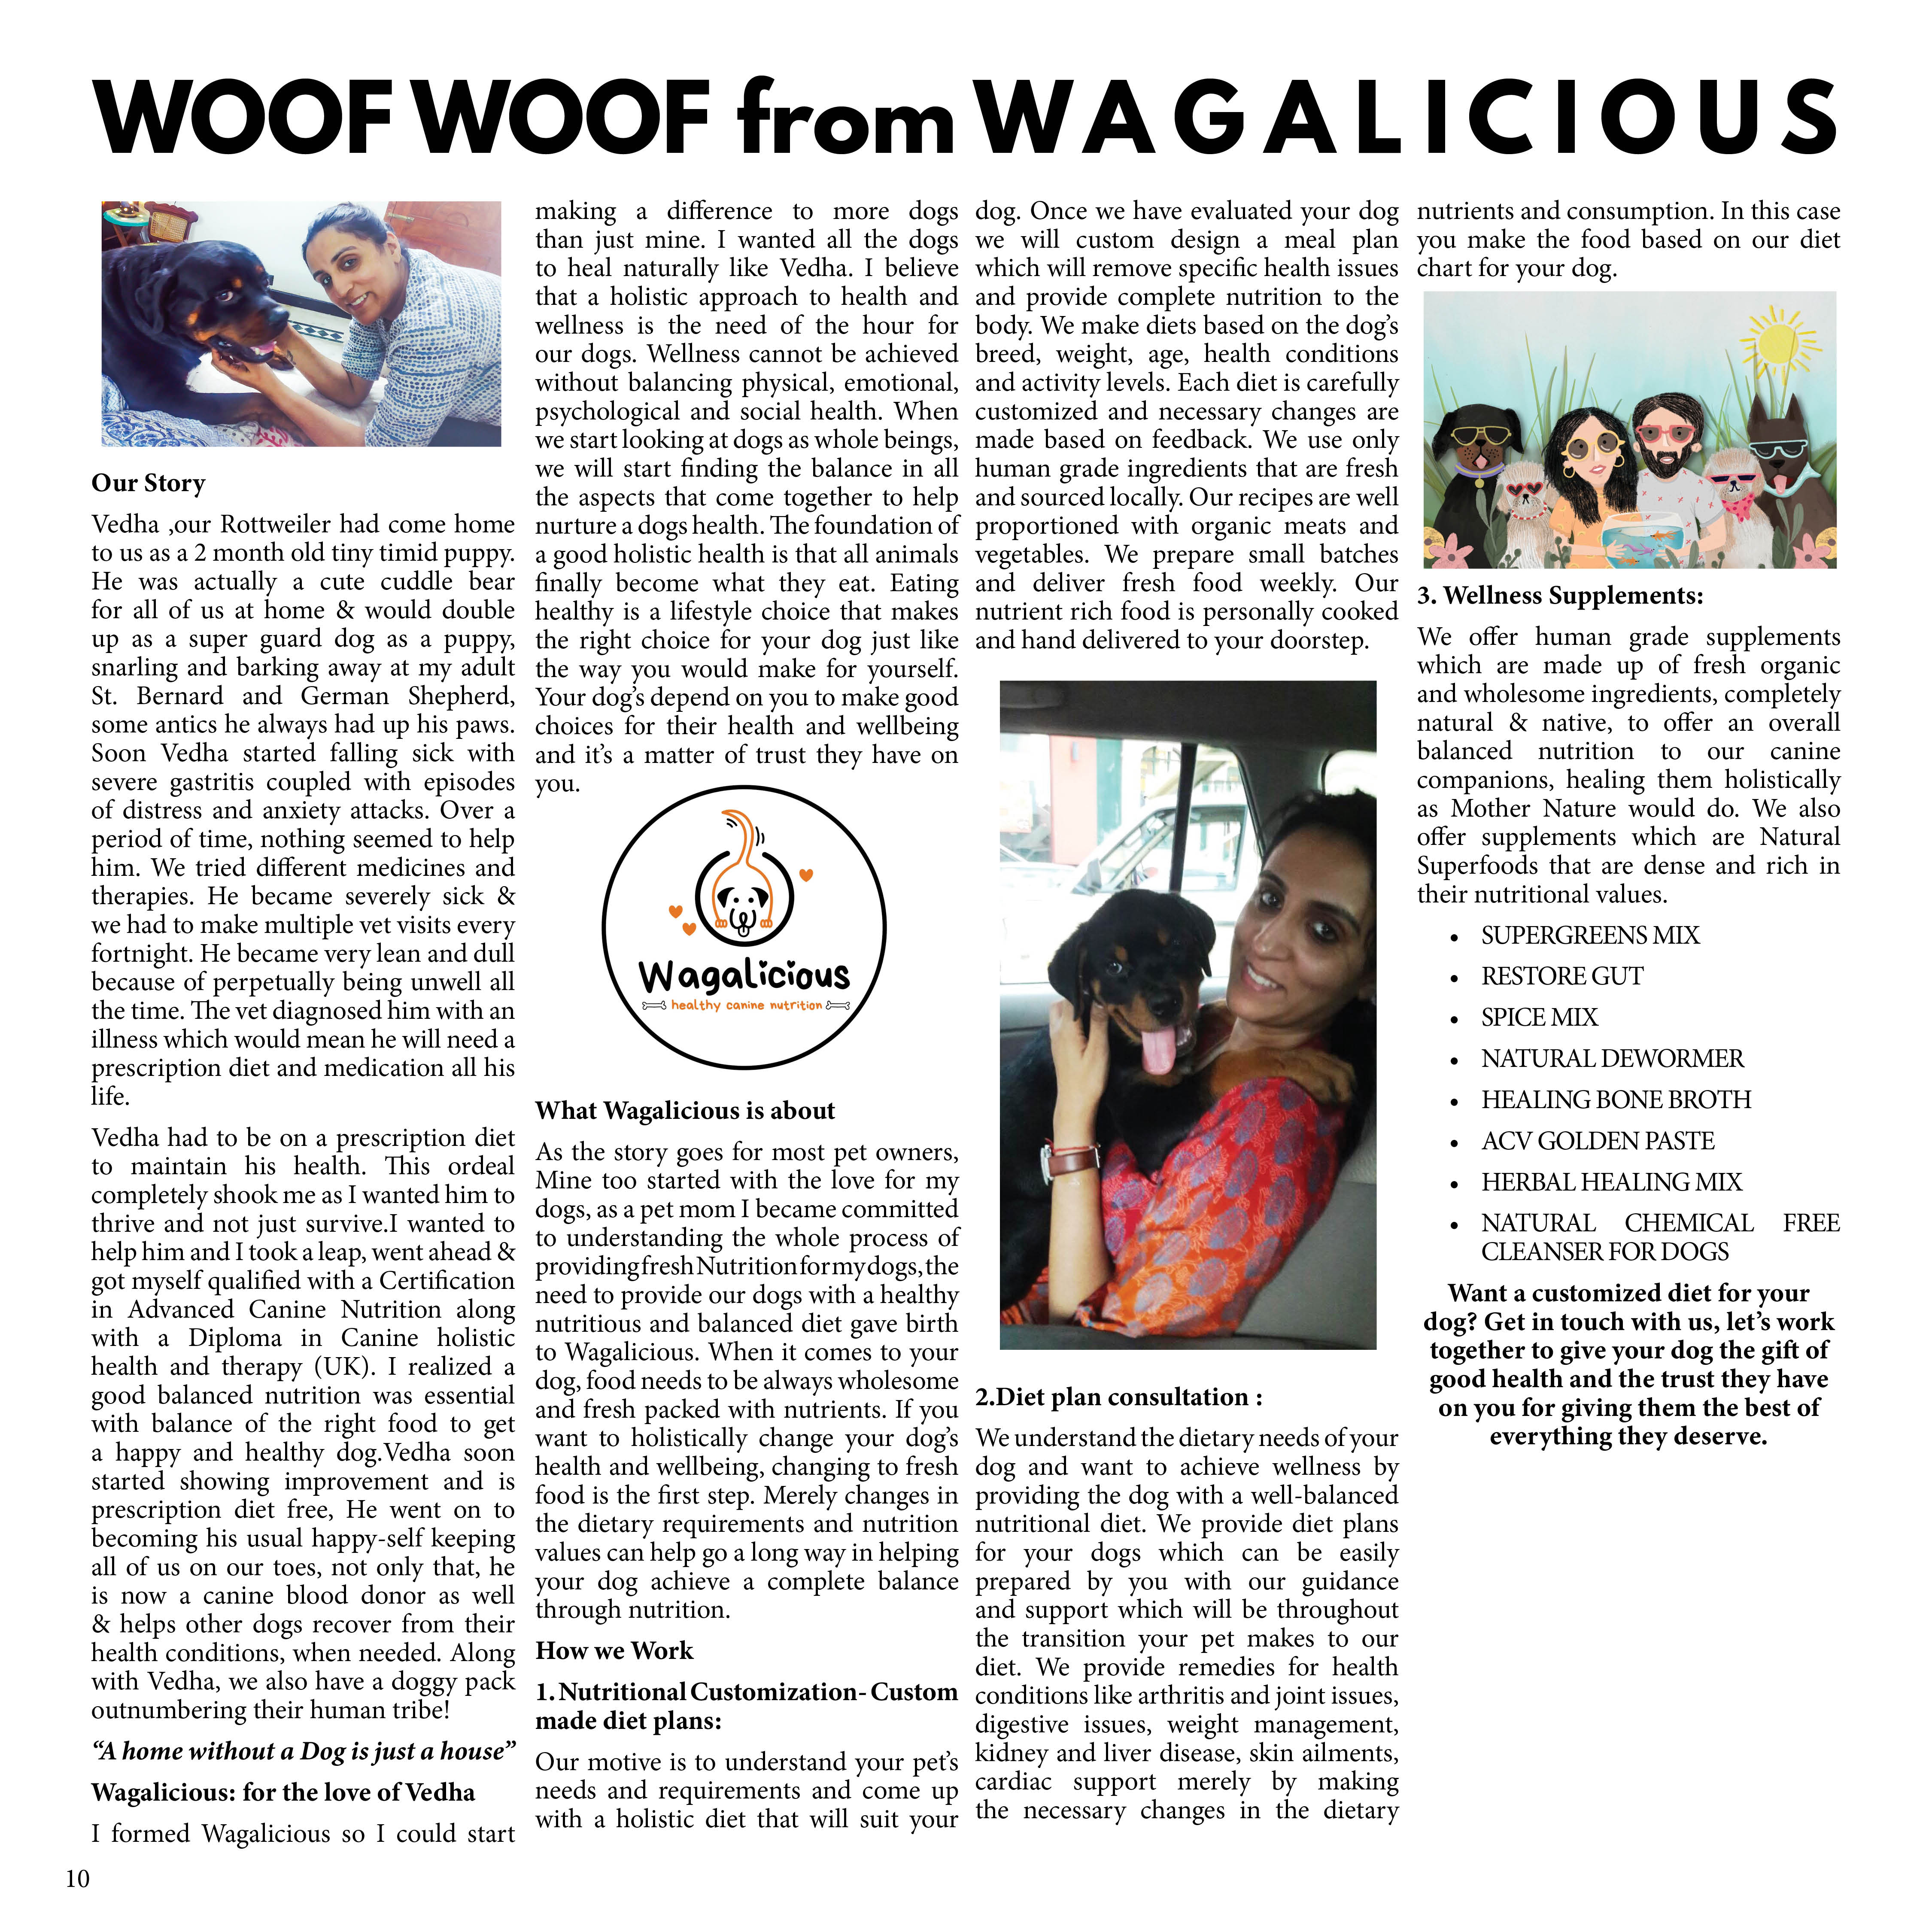 WOOF WOOF from WAGALICIOUS
Our Story
Vedha ,our Rottweiler had come home
to us as a 2 month old tiny timid puppy.
He was actually a cute cuddle bear
for all of us at home & would double
up as a super guard dog as a puppy,
snarling and barking away at my adult
St. Bernard and German Shepherd,
some antics he always had up his paws.
Soon Vedha started falling sick with
severe gastritis coupled with episodes
of distress and anxiety attacks. Over a
period of time, nothing seemed to help
him. We tried different medicines and
therapies. He became severely sick &
we had to make multiple vet visits every
fortnight. He became very lean and dull
because of perpetually being unwell all
the time. The vet diagnosed him with an
illness which would mean he will need a
prescription diet and medication all his
life.
Vedha had to be on a prescription diet
to maintain his health. This ordeal
completely shook me as I wanted him to
thrive and not just survive.I wanted to
help him and I took a leap, went ahead &
got myself qualified with a Certification
in Advanced Canine Nutrition along
with a Diploma in Canine holistic
health and therapy (UK). I realized a
good balanced nutrition was essential
with balance of the right food to get
a happy and healthy dog.Vedha soon
started showing improvement and is
prescription diet free, He went on to
becoming his usual happy-self keeping
all of us on our toes, not only that, he
is now a canine blood donor as well
& helps other dogs recover from their
health conditions, when needed. Along
with Vedha, we also have a doggy pack
outnumbering their human tribe!
“A home without a Dog is just a house”
Wagalicious: for the love of Vedha
I formed Wagalicious so I could start
making a difference to more dogs
than just mine. I wanted all the dogs
to heal naturally like Vedha. I believe
that a holistic approach to health and
wellness is the need of the hour for
our dogs. Wellness cannot be achieved
without balancing physical, emotional,
psychological and social health. When
we start looking at dogs as whole beings,
we will start finding the balance in all
the aspects that come together to help
nurture a dogs health. The foundation of
a good holistic health is that all animals
finally become what they eat. Eating
healthy is a lifestyle choice that makes
the right choice for your dog just like
the way you would make for yourself.
Your dog's depend on you to make good
choices for their health and wellbeing
and it's a matter of trust they have on
you.
Wagalicious
healthy canine nutrition
What Wagalicious is about
As the story goes for most pet owners,
Mine too started with the love for my
dogs, as a pet mom I became committed
to understanding the whole process of
providing fresh Nutrition for my dogs, the
need to provide our dogs with a healthy
nutritious and balanced diet gave birth
to Wagalicious. When it comes to your
dog, food needs to be always wholesome
and fresh packed with nutrients. If you
want to holistically change your dog's
health and wellbeing, changing to fresh
food is the first step. Merely changes in
the dietary requirements and nutrition
values can help go a long way in helping
your dog achieve a complete balance
through nutrition.
How we Work
1. Nutritional Customization- Custom
made diet plans:
Our motive is to understand your pet's
needs and requirements and come up
with a holistic diet that will suit your
dog. Once we have evaluated your dog
we will custom design a meal plan
which will remove specific health issues
and provide complete nutrition to the
body. We make diets based on the dog's
breed, weight, age, health conditions
and activity levels. Each diet is carefully
customized and necessary changes are
made based on feedback. We use only
human grade ingredients that are fresh
and sourced locally. Our recipes are well
proportioned with organic meats and
vegetables. We prepare small batches
and deliver fresh food weekly. Our
nutrient rich food is personally cooked
and hand delivered to your doorstep.
2.Diet plan consultation :
We understand the dietary needs of your
dog and want to achieve wellness by
providing the dog with a well-balanced
nutritional diet. We provide diet plans
for your dogs which can be easily
prepared by you with our guidance
and support which will be throughout
the transition your pet makes to our
diet. We provide remedies for health
conditions like arthritis and joint issues,
digestive issues, weight management,
kidney and liver disease, skin ailments,
cardiac support merely by making
the necessary changes in the dietary
nutrients and consumption. In this case
you make the food based on our diet
chart for your dog.
3. Wellness Supplements:
We offer human grade supplements
which are made up of fresh organic
and wholesome ingredients, completely
natural & native, to offer an overall
balanced nutrition to our canine
companions, healing them holistically
as Mother Nature would do. We also
offer supplements which are Natural
Superfoods that are dense and rich in
their nutritional values.
• SUPERGREENS MIX
• RESTORE GUT
• SPICE MIX
• NATURAL DEWORMER
• HEALING BONE BROTH
• ACV GOLDEN PASTE
• HERBAL HEALING MIX
• NATURAL CHEMICAL FREE
CLEANSER FOR DOGS
Want a customized diet for your
dog? Get in touch with us, let's work
together to give your dog the gift of
good health and the trust they have
on you for giving them the best of
everything they deserve.
10